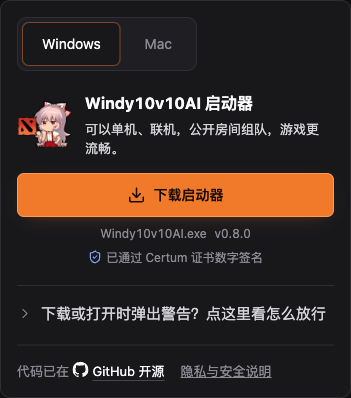 Windows
Mac
Windy10v10AI 启动器
可以单机、联机，公开房间组队，游戏更
流畅。
下载启动器
Windy10v10AI.exe v0.8.0
已通过 Certum 证书数字签名
下载或打开时弹出警告？点这里看怎么放行
代码已在 GitHub 开源 隐私与安全说明